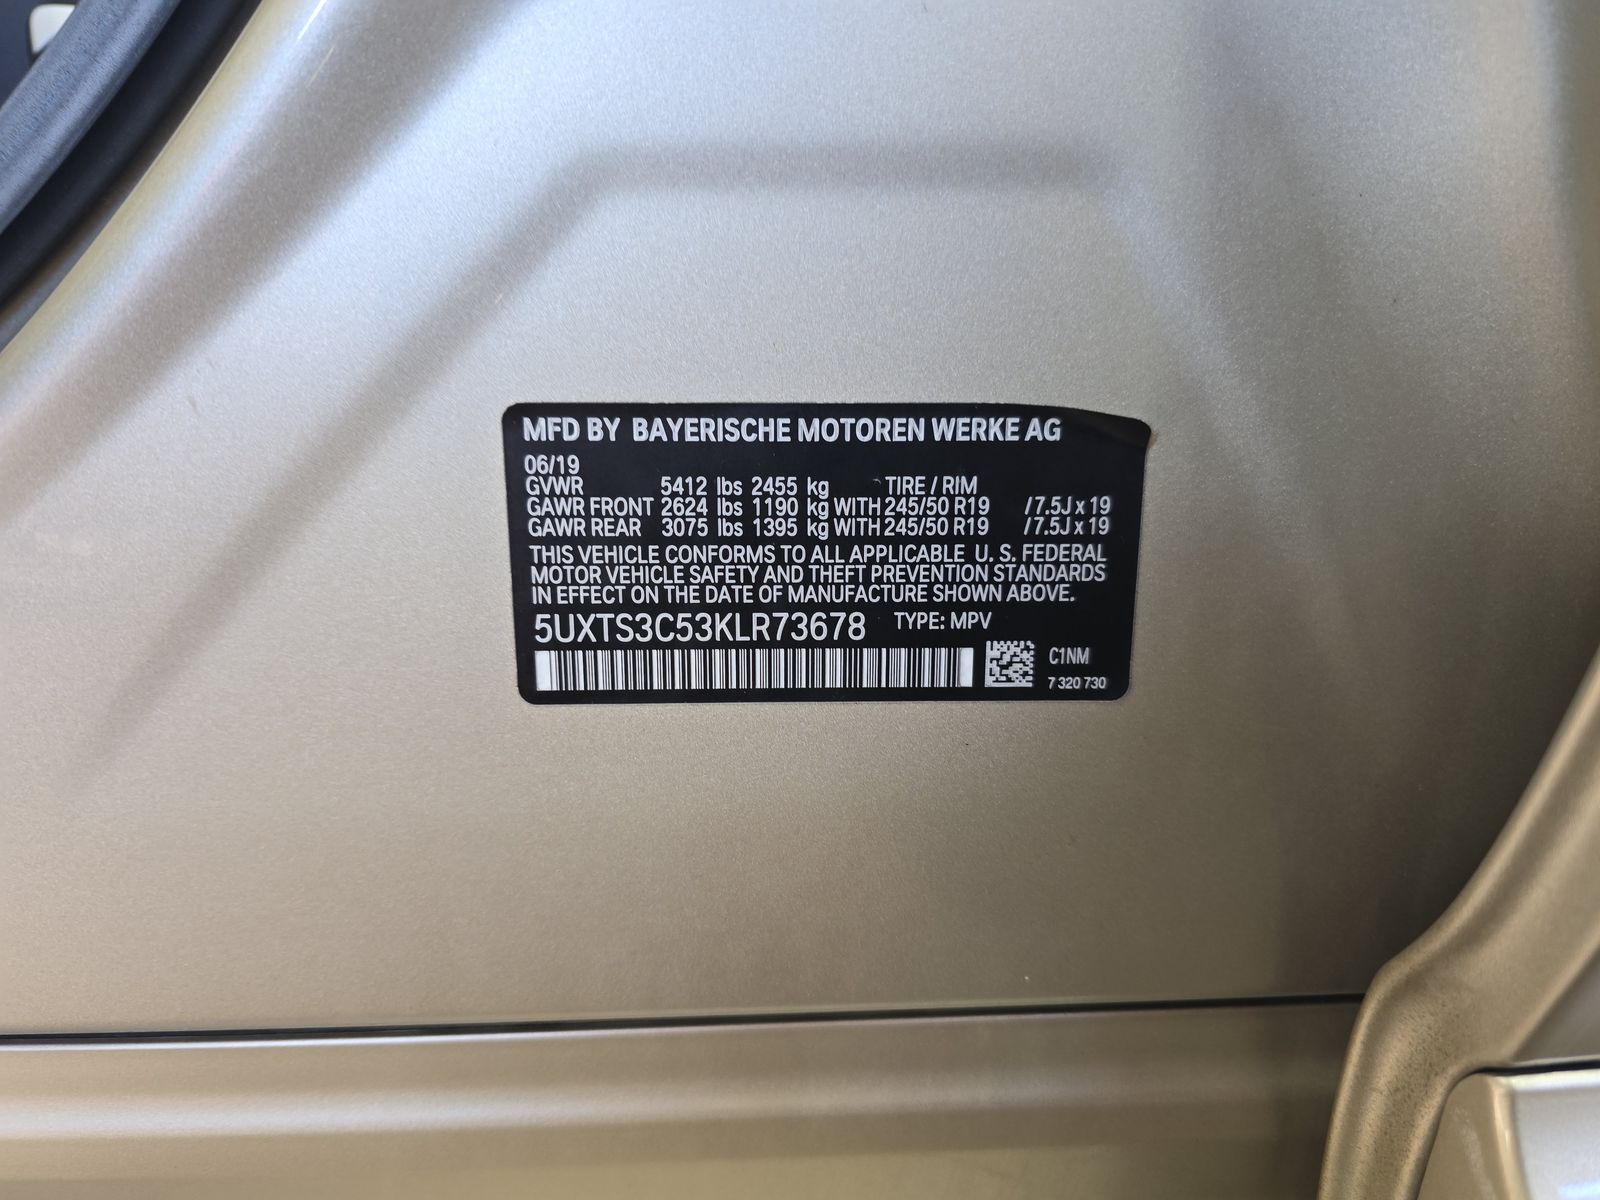 MFD BY BAYERISCHE MOTOREN WERKE AG
06/19
GVWR 5412 lbs 2455 kg TIRE / RIM
GAWR FRONT 2624 lbs 1190 kg WITH 245/50 R19 /7.5J x 19
GAWR REAR 3075 lbs 1395 kg WITH 245/50 R19 /7.5J x 19
THIS VEHICLE CONFORMS TO ALL APPLICABLE U. S. FEDERAL
MOTOR VEHICLE SAFETY AND THEFT PREVENTION STANDARDS
IN EFFECT ON THE DATE OF MANUFACTURE SHOWN ABOVE.
5UXTS3C53KLR73678 TYPE: MPV
C1NM
7 320 730